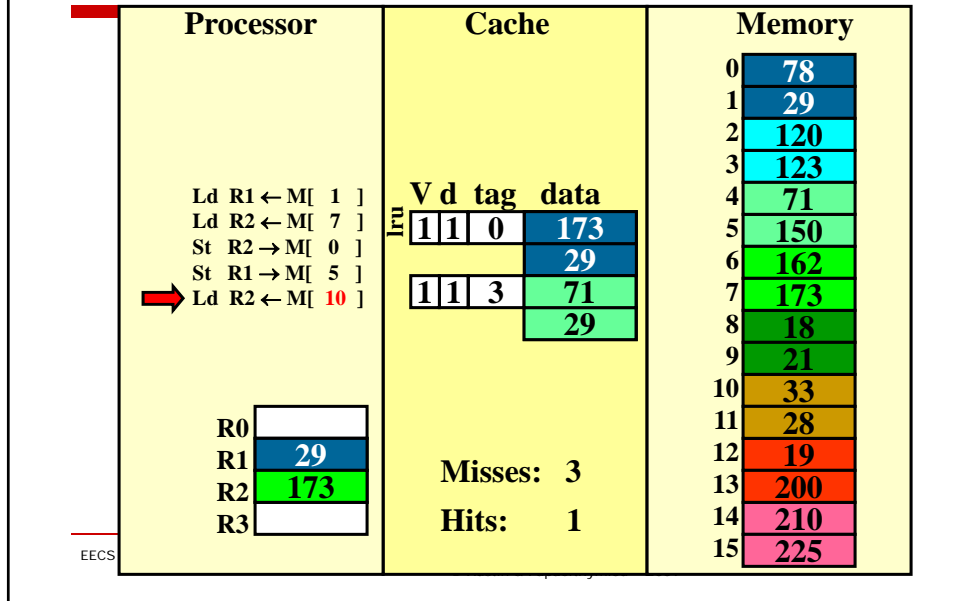 Processor
Ld R1 ← M[ 1 ]
Ld R2 ← M[ 7 ]
St R2 → M[ 0 ]
St R1 → M[ 5 ]
Ld R2 ← M[ 10 ]
R0
R1 29
R2 173
R3
Cache
V d tag data
lru
1 1 0 173
29
1 1 3 71
29
Misses: 3
Hits: 1
Memory
0 78
1 29
2 120
3 123
4 71
5 150
6 162
7 173
8 18
9 21
10 33
11 28
12 19
13 200
14 210
15 225
EECS